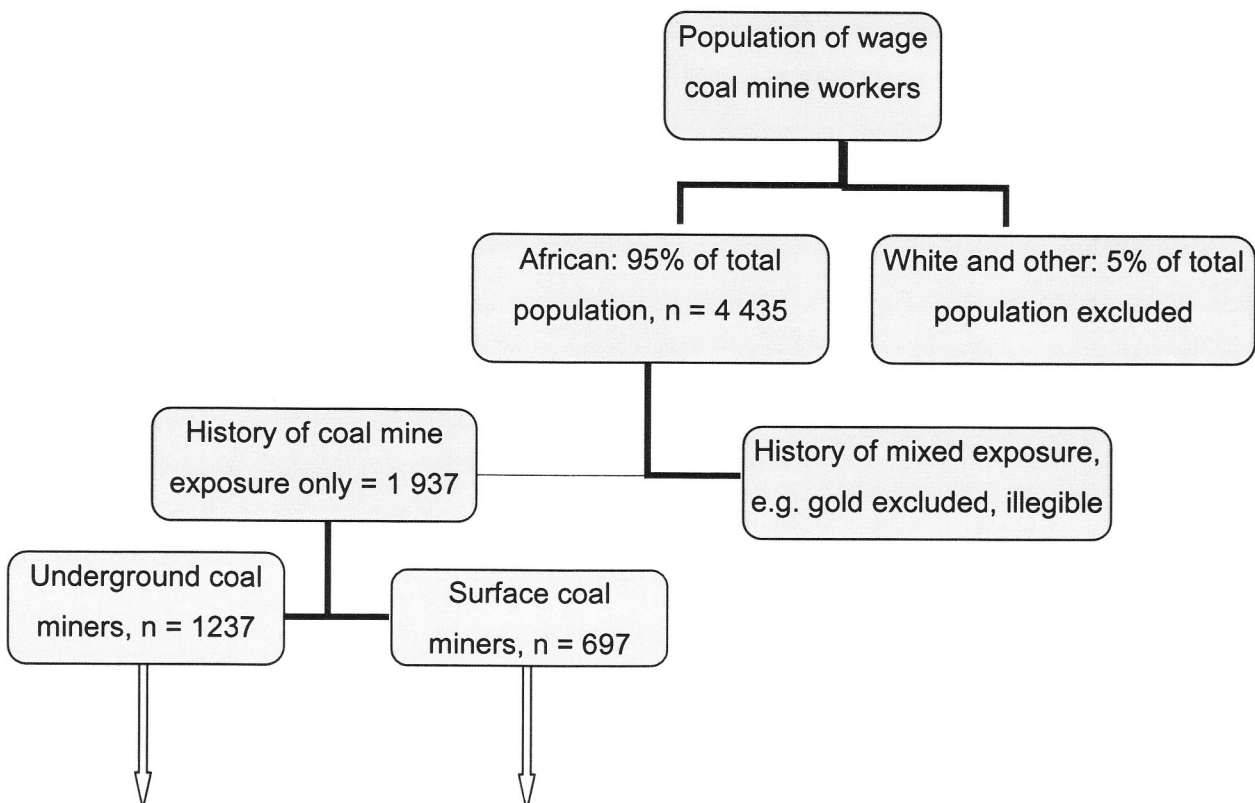 Population of wage
coal mine workers
African: 95% of total
population, n = 4 435
White and other: 5% of total
population excluded
History of coal mine
exposure only = 1 937
History of mixed exposure,
e.g. gold excluded, illegible
Underground coal
miners, n = 1237
Surface coal
miners, n = 697